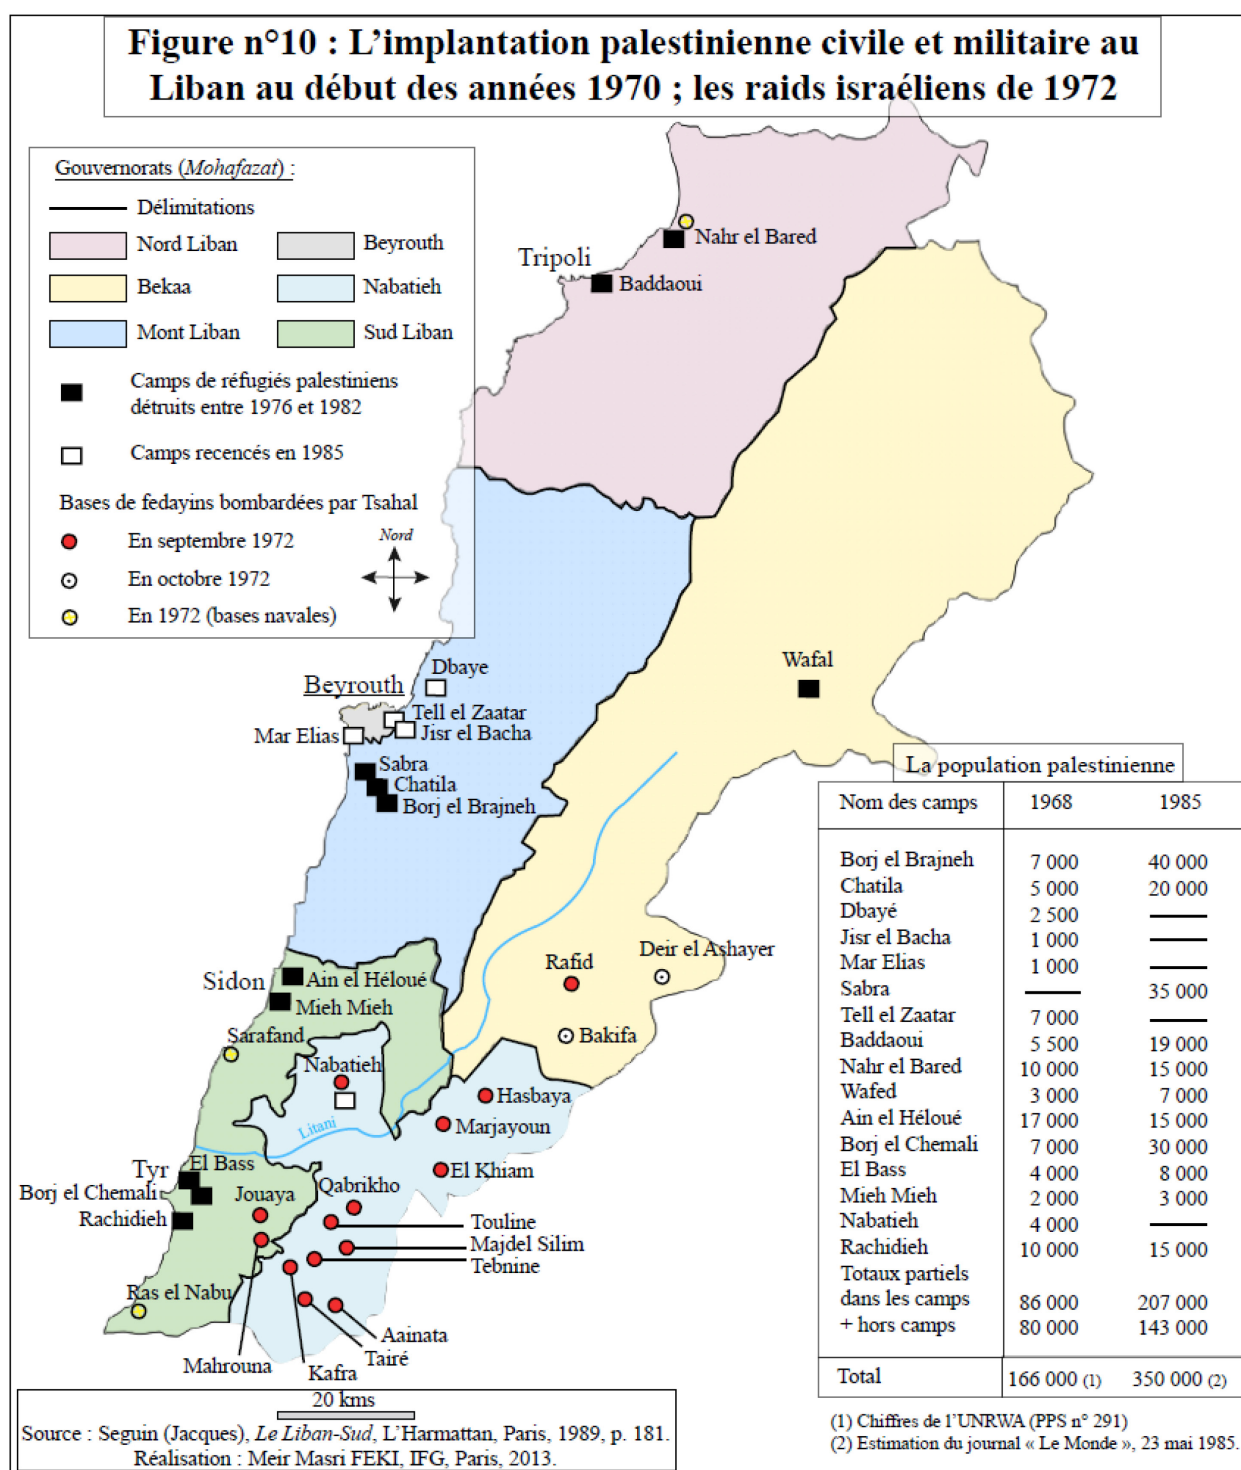 Figure n°10 : L'implantation palestinienne civile et militaire au
Liban au début des années 1970 ; les raids israéliens de 1972
Gouvernorats (Mohafazat) :
Délimitations
Nord Liban
Beyrouth
Bekaa
Nabatieh
Mont Liban
Sud Liban
Camps de réfugiés palestiniens
détruits entre 1976 et 1982
Camps recencés en 1985
Bases de fedayins bombardées par Tsahal
En septembre 1972
En octobre 1972
En 1972 (bases navales)
Nord
Nahr el Bared
Tripoli
Baddaoui
Wafal
Dbaye
Beyrouth
Tell el Zaatar
Mar Elias
Jisr el Bacha
Sabra
Chatila
Borj el Brajneh
Deir el Ashayer
Rafid
Sidon
Ain el Héloué
Mieh Mieh
Sarafand
Bakifa
Nabatieh
Hasbaya
Litani
Marjayoun
El Khiam
Tyr
El Bass
Borj el Chemali
Jouaya
Qabrikho
Rachidieh
Touline
Majdel Silim
Tebnine
Ras el Nabu
Aainata
Tairé
Mahrouna
Kafra
La population palestinienne
Nom des camps 1968 1985
Borj el Brajneh 7 000 40 000
Chatila 5 000 20 000
Dbayé 2 500 ——
Jisr el Bacha 1 000 ——
Mar Elias 1 000 ——
Sabra —— 35 000
Tell el Zaatar 7 000 ——
Baddaoui 5 500 19 000
Nahr el Bared 10 000 15 000
Wafed 3 000 7 000
Ain el Héloué 17 000 15 000
Borj el Chemali 7 000 30 000
El Bass 4 000 8 000
Mieh Mieh 2 000 3 000
Nabatieh 4 000 ——
Rachidieh 10 000 15 000
Totaux partiels
dans les camps 86 000 207 000
+ hors camps 80 000 143 000
Total 166 000 (1) 350 000 (2)
(1) Chiffres de l'UNRWA (PPS n° 291)
(2) Estimation du journal « Le Monde », 23 mai 1985.
20 kms
Source : Seguin (Jacques), Le Liban-Sud, L'Harmattan, Paris, 1989, p. 181.
Réalisation : Meir Masri FEKI, IFG, Paris, 2013.